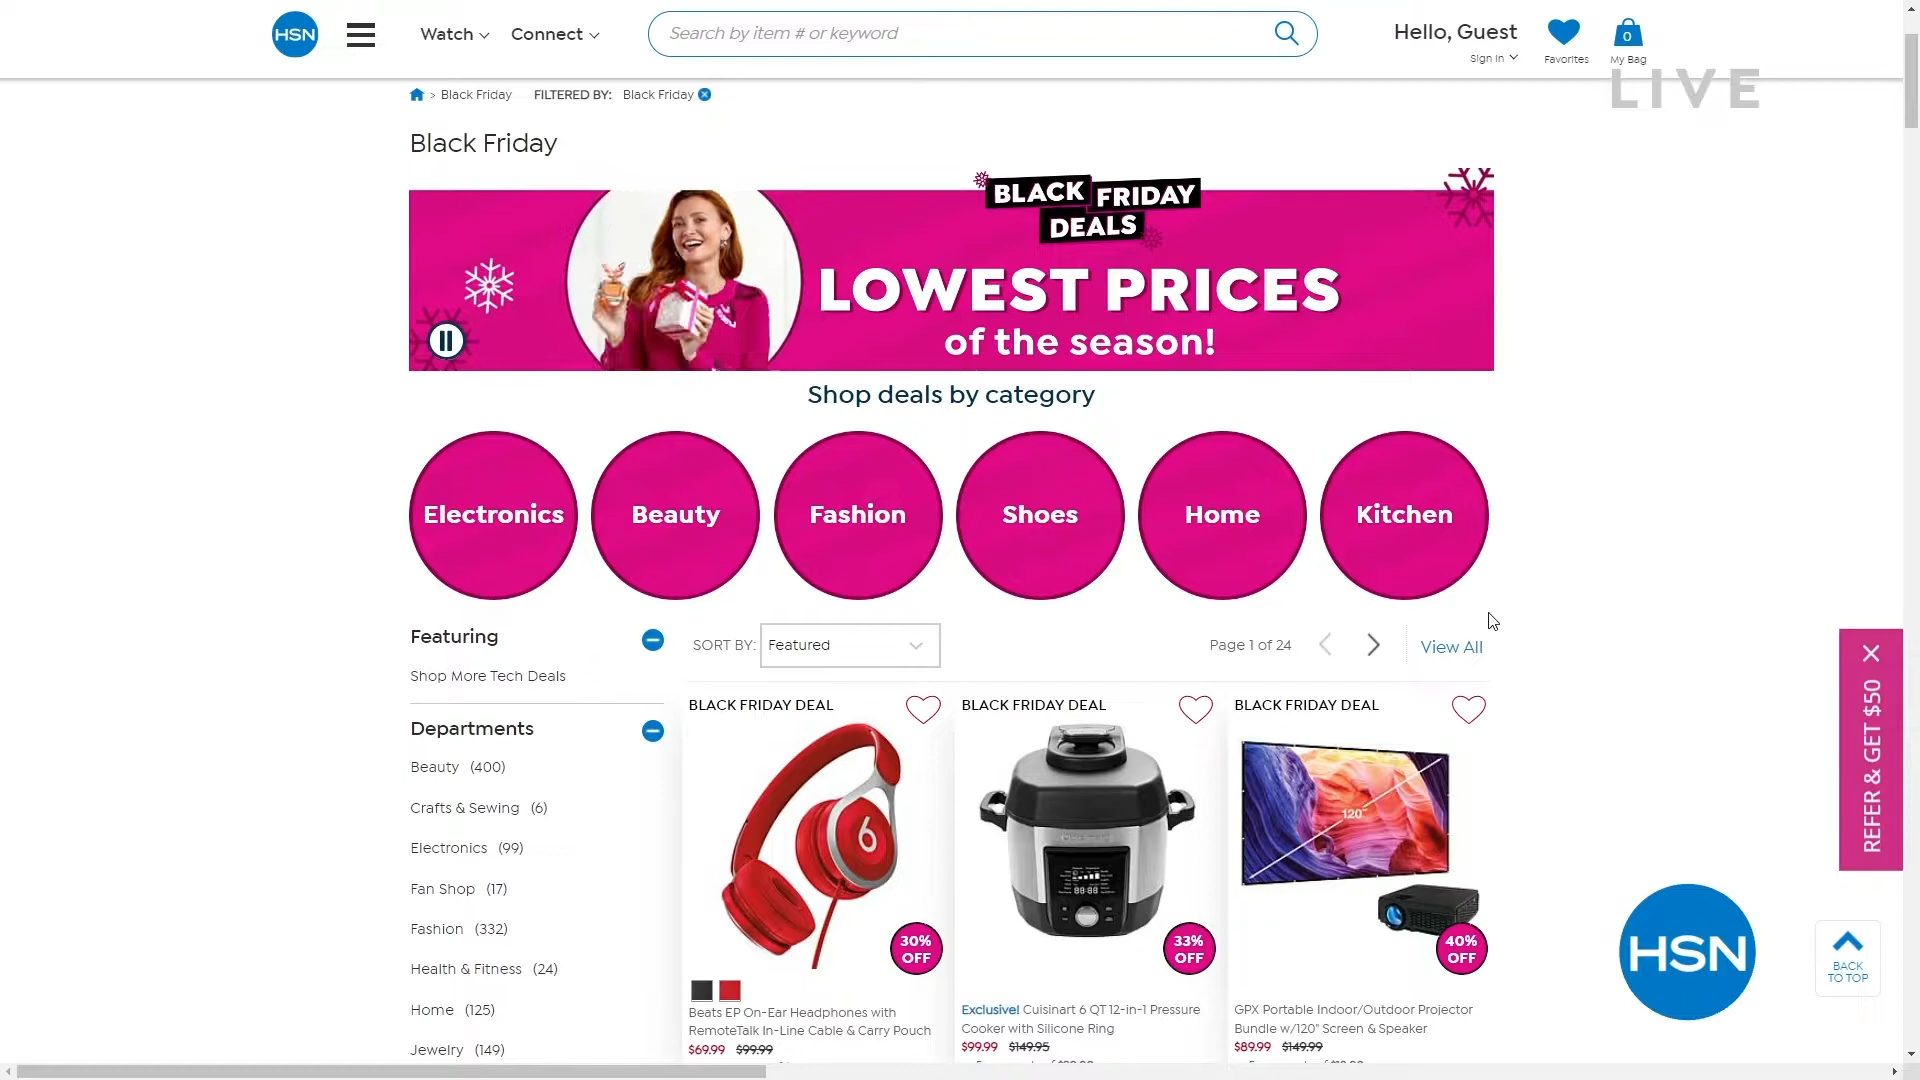 HSN
Watch
Connect
Search by item # or keyword
Hello, Guest
Sign In
Favorites
0
My Bag
LIVE
> Black Friday
FILTERED BY:
Black Friday
Black Friday
BLACK FRIDAY
DEALS
LOWEST PRICES
of the season!
Shop deals by category
Electronics
Beauty
Fashion
Shoes
Home
Kitchen
Featuring
Shop More Tech Deals
SORT BY:
Featured
Page 1 of 24
View All
Departments
Beauty (400)
Crafts & Sewing (6)
Electronics (99)
Fan Shop (17)
Fashion (332)
Health & Fitness (24)
Home (125)
Jewelry (149)
BLACK FRIDAY DEAL
30%
OFF
Beats EP On-Ear Headphones with
RemoteTalk In-Line Cable & Carry Pouch
$69.99 $99.99
BLACK FRIDAY DEAL
33%
OFF
Exclusive! Cuisinart 6 QT 12-in-1 Pressure
Cooker with Silicone Ring
$99.99 $149.95
BLACK FRIDAY DEAL
120"
40%
OFF
GPX Portable Indoor/Outdoor Projector
Bundle w/120" Screen & Speaker
$89.99 $149.99
REFER & GET $50
HSN
BACK
TO TOP